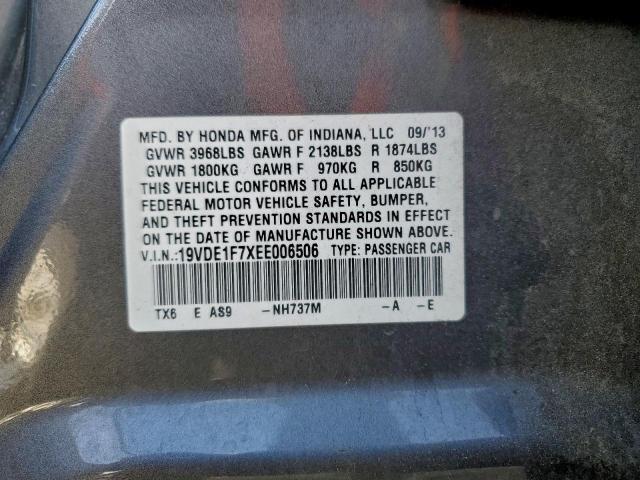 MFD. BY HONDA MFG. OF INDIANA, LLC 09/'13
GVWR 3968LBS GAWR F 2138LBS R 1874LBS
GVWR 1800KG GAWR F 970KG R 850KG
THIS VEHICLE CONFORMS TO ALL APPLICABLE
FEDERAL MOTOR VEHICLE SAFETY, BUMPER,
AND THEFT PREVENTION STANDARDS IN EFFECT
ON THE DATE OF MANUFACTURE SHOWN ABOVE.
V.I.N.:19VDE1F7XEE006506 TYPE: PASSENGER CAR
TX6 E AS9 -NH737M -A -E